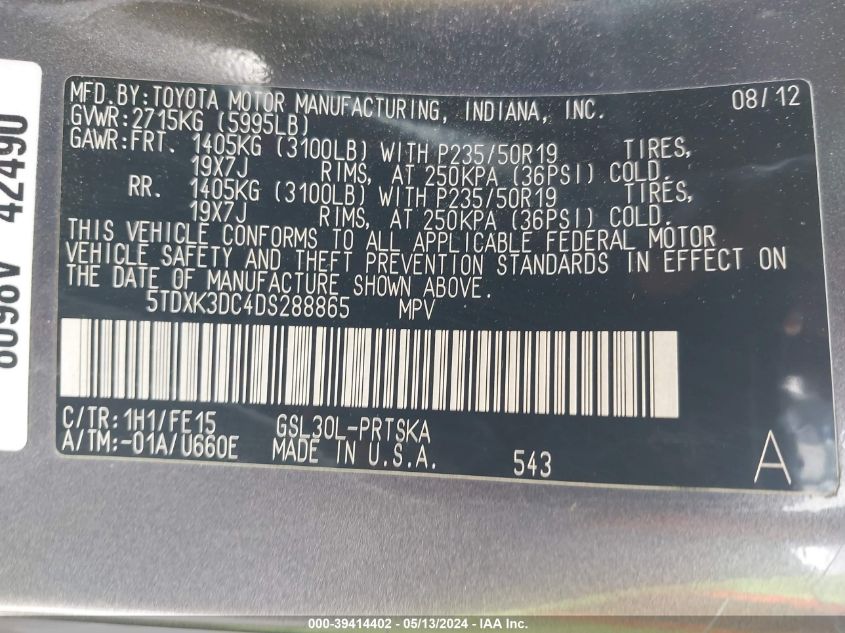 MFD.BY:TOYOTA MOTOR MANUFACTURING, INDIANA, INC. 08/12
GVWR:2715KG (5995LB)
GAWR:FRT. 1405KG (3100LB) WITH P235/50R19 TIRES,
19X7J RIMS, AT 250KPA (36PSI) COLD.
RR. 1405KG (3100LB) WITH P235/50R19 TIRES,
19X7J RIMS, AT 250KPA (36PSI) COLD.
THIS VEHICLE CONFORMS TO ALL APPLICABLE FEDERAL MOTOR
VEHICLE SAFETY AND THEFT PREVENTION STANDARDS IN EFFECT ON
THE DATE OF MANUFACTURE SHOWN ABOVE.
5TDXK3DC4DS288865 MPV
C/TR:1H1/FE15 GSL30L-PRTSKA
A/TM:-01A/U660E MADE IN U.S.A. 543 A
8098V 42490
000-39414402 - 05/13/2024 - IAA Inc.